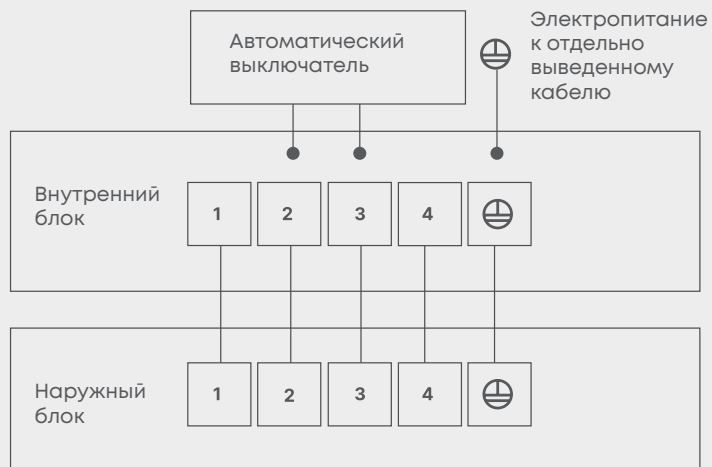 Автоматический
выключатель
Электропитание
к отдельно
выведенному
кабелю
Внутренний
блок
1 2 3 4
Наружный
блок
1 2 3 4